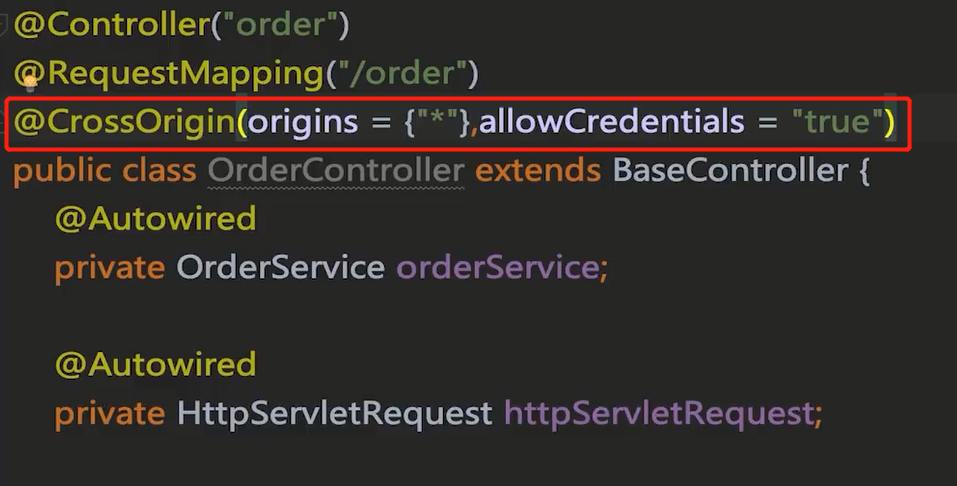 @Controller("order")
@RequestMapping("/order")
@CrossOrigin(origins = {"*"},allowCredentials = "true")
public class OrderController extends BaseController {
@Autowired
private OrderService orderService;
@Autowired
private HttpServletRequest httpServletRequest;